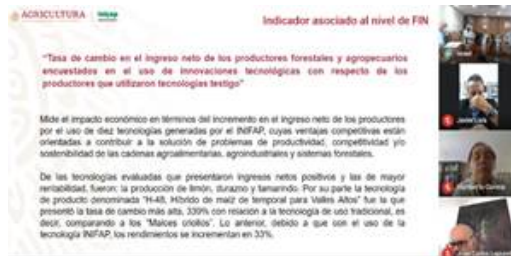 AGRICULTURA
inifap
Indicador asociado al nivel de FIN
"Tasa de cambio en el ingreso neto de los productores forestales y agropecuarios
encuestados en el uso de innovaciones tecnológicas con respecto de los
productores que utilizaron tecnologías testigo"
Mide el impacto económico en términos del incremento en el ingreso neto de los productores
por el uso de diez tecnologías generadas por el INIFAP, cuyas ventajas competitivas están
orientadas a contribuir a la solución de problemas de productividad, competitividad y/o
sostenibilidad de las cadenas agroalimentarias, agroindustriales y sistemas forestales.
De las tecnologías evaluadas que presentaron ingresos netos positivos y las de mayor
rentabilidad, fueron: la producción de limón, durazno y tamarindo. Por su parte la tecnología
de producto denominada "H-48, Híbrido de maíz de temporal para Valles Altos" fue la que
presentó la tasa de cambio más alta, 339% con relación a la tecnología de uso tradicional, es
decir, comparando a los "Maíces criollos". Lo anterior, debido a que con el uso de la
tecnología INIFAP, los rendimientos se incrementan en 33%.